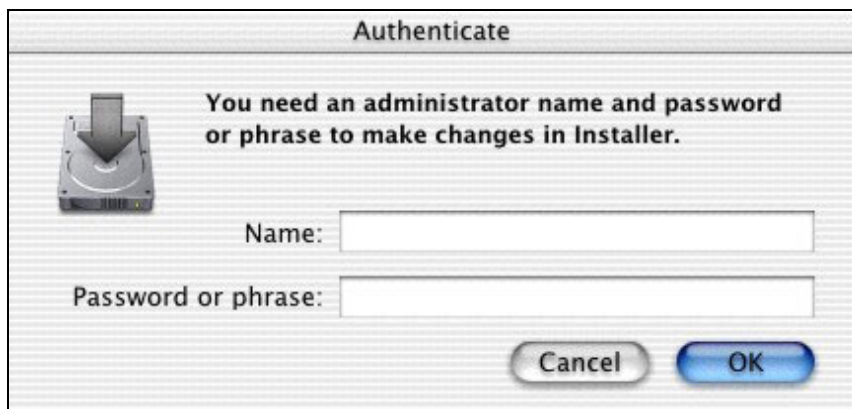 Authenticate
You need an administrator name and password
or phrase to make changes in Installer.
Name:
Password or phrase:
Cancel
OK